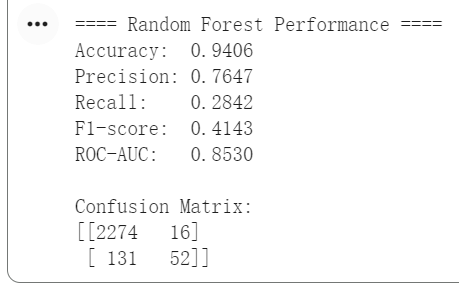 ==== Random Forest Performance ====
Accuracy:  0.9406
Precision: 0.7647
Recall:    0.2842
F1-score:  0.4143
ROC-AUC:   0.8530
Confusion Matrix:
[[2274   16]
 [ 131   52]]